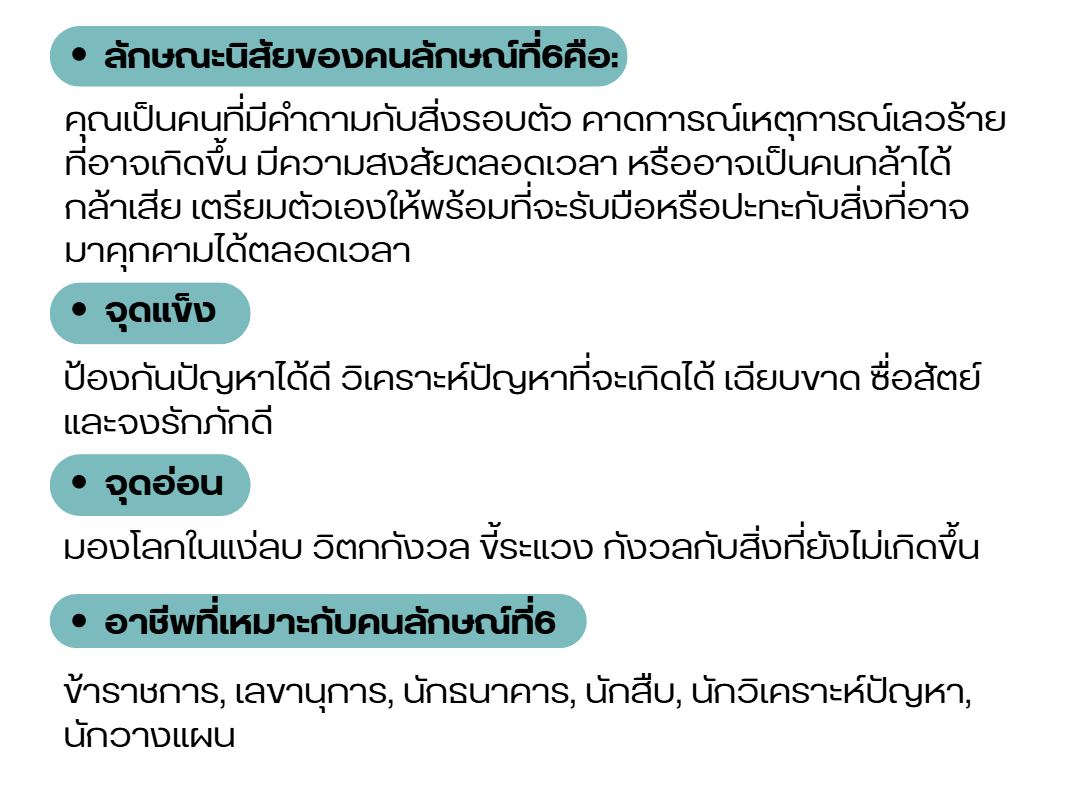 • ลักษณะนิสัยของคนลักษณ์ที่6คือ:
คุณเป็นคนที่มีคำถามกับสิ่งรอบตัว คาดการณ์เหตุการณ์เลวร้าย
ที่อาจเกิดขึ้น มีความสงสัยตลอดเวลา หรืออาจเป็นคนกล้าได้
กล้าเสีย เตรียมตัวเองให้พร้อมที่จะรับมือหรือปะทะกับสิ่งที่อาจ
มาคุกคามได้ตลอดเวลา
• จุดแข็ง
ป้องกันปัญหาได้ดี วิเคราะห์ปัญหาที่จะเกิดได้ เฉียบขาด ซื่อสัตย์
และจงรักภักดี
• จุดอ่อน
มองโลกในแง่ลบ วิตกกังวล ขี้ระแวง กังวลกับสิ่งที่ยังไม่เกิดขึ้น
• อาชีพที่เหมาะกับคนลักษณ์ที่6
ข้าราชการ, เลขานุการ, นักธนาคาร, นักสืบ, นักวิเคราะห์ปัญหา,
นักวางแผน